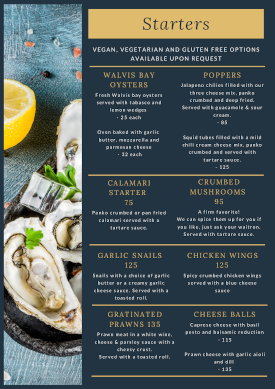 Starters
VEGAN, VEGETARIAN AND GLUTEN FREE OPTIONS
AVAILABLE UPON REQUEST
WALVIS BAY
OYSTERS
Fresh Walvis bay oysters
served with tabasco and
lemon wedges
- 25 each
Oven baked with garlic
butter, mozzarella and
parmesan cheese
- 32 each
POPPERS
Jalapeno chilies filled with our
three cheese mix, panko
crumbed and deep fried.
Served with guacamole & sour
cream.
- 85
Squid tubes filled with a mild
chili cream cheese mix, panko
crumbed and served with
tartare sauce.
- 125
CALAMARI
STARTER
75
Panko crumbed or pan fried
calamari served with a
tartare sauce.
CRUMBED
MUSHROOMS
95
A firm favorite!
We can spice them up for you if
you like, just ask your waitron.
Served with tartare sauce.
GARLIC SNAILS
125
Snails with a choice of garlic
butter or a creamy garlic
cheese sauce. Served with a
toasted roll.
CHICKEN WINGS
125
Spicy crumbed chicken wings
served with a blue cheese
sauce
GRATINATED
PRAWNS 135
Prawn meat in a white wine,
cheese & parsley sauce with a
cheesy crust.
Served with a toasted roll.
CHEESE BALLS
Caprese cheese with basil
pesto and balsamic reduction
- 115
Prawn cheese with garlic aioli
and dill
- 135